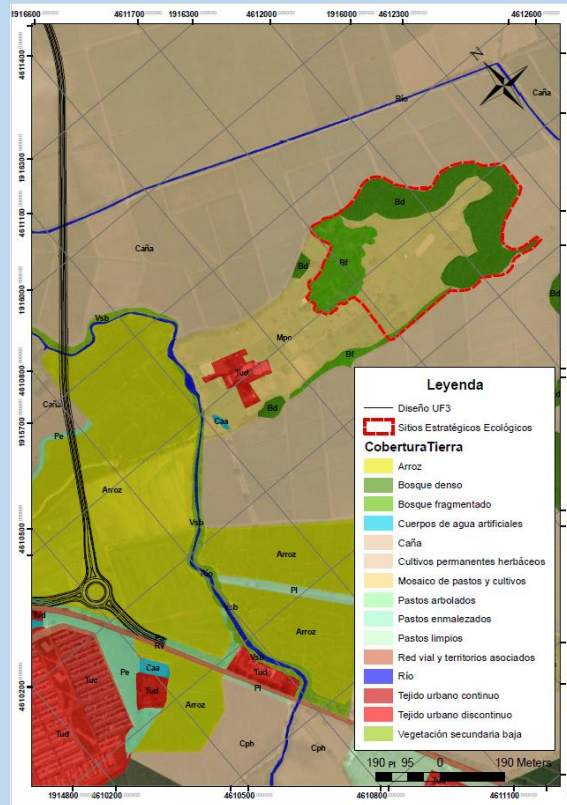 1916600 4611700 1916300 4612000 1916000 4612300 4612600
4611400
N
Río
Caña
1916300
Bd
4611100
Caña
Bf
Bd
1916000
Bd
Vsb
Mpc
Bf
4610800
Tud
Caña
Bd
1915700
Caa
Pe
Arroz
4610500
Vsb
Arroz
Río
Pl
Vsb
Arroz
Tud
RV
Vsb
Pe
Caa
Tud
Tuc
Tud
Pl
4610200
Arroz
Tud
Cph
Cph
Pl
1914800 4610200 4610500 4610800 4611100
Leyenda
Diseño UF3
Sitios Estratégicos Ecológicos
CoberturaTierra
Arroz
Bosque denso
Bosque fragmentado
Cuerpos de agua artificiales
Caña
Cultivos permanentes herbáceos
Mosaico de pastos y cultivos
Pastos arbolados
Pastos enmalezados
Pastos limpios
Red vial y territorios asociados
Río
Tejido urbano continuo
Tejido urbano discontinuo
Vegetación secundaria baja
190 95 0 190 Meters